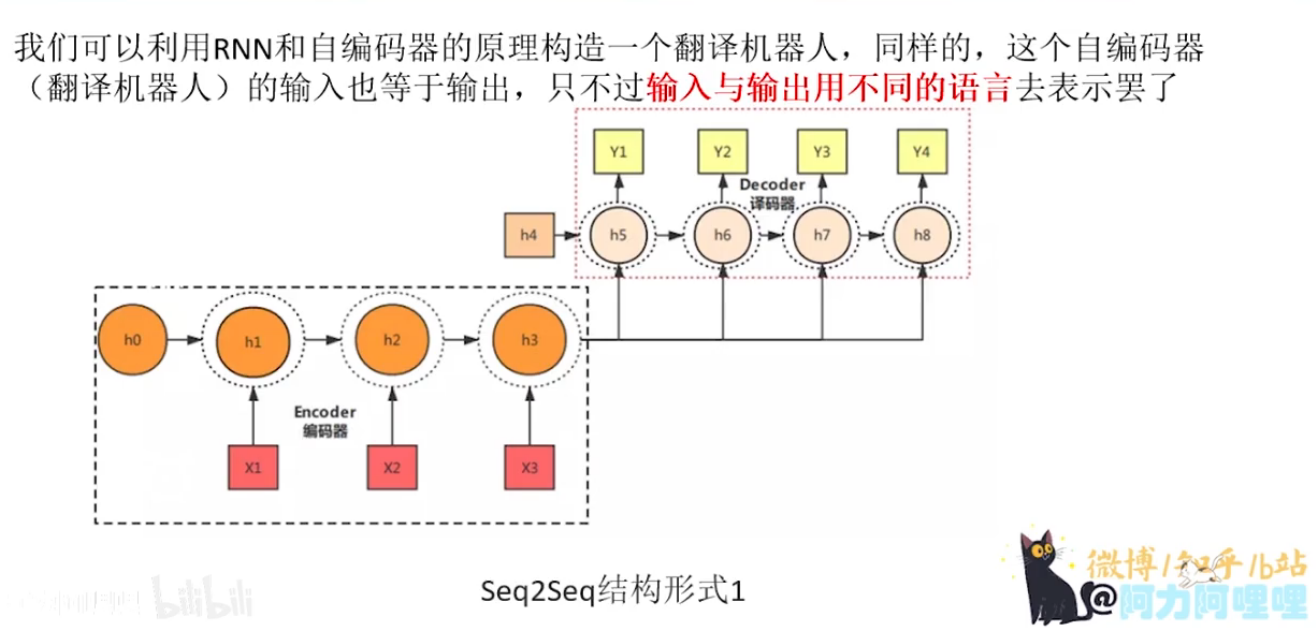 我们可以利用RNN和自编码器的原理构造一个翻译机器人，同样的，这个自编码器
（翻译机器人）的输入也等于输出，只不过输入与输出用不同的语言去表示罢了
Y1 Y2 Y3 Y4
Decoder
译码器
h4 h5 h6 h7 h8
h0 h1 h2 h3
Encoder
编码器
X1 X2 X3
Seq2Seq结构形式1
微博/知乎/b站
@阿力阿哩哩
bilibili